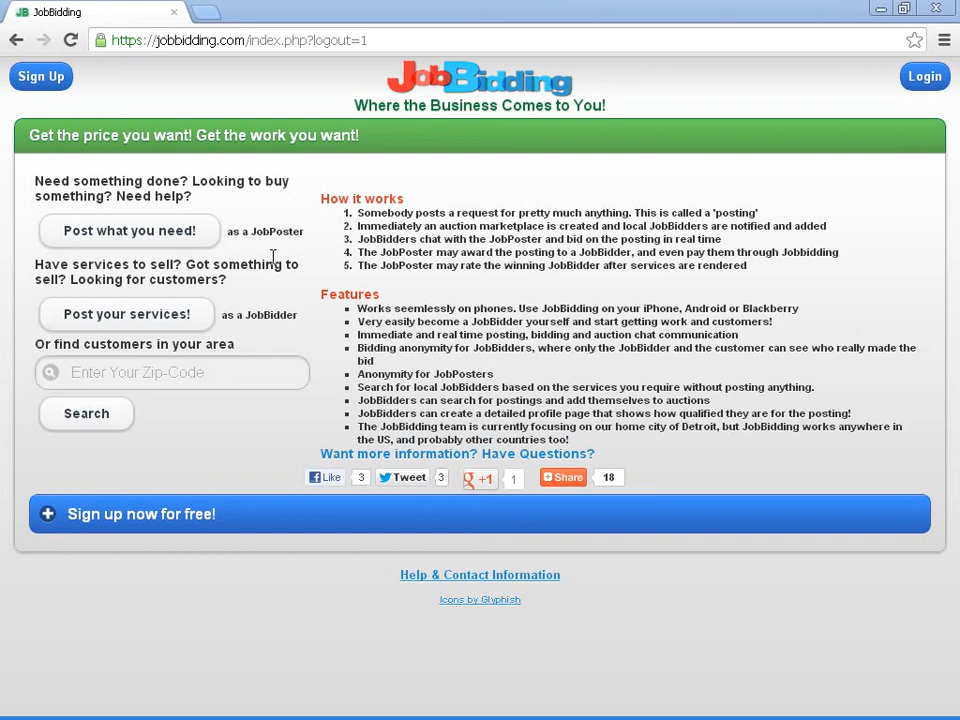 JobBidding
https://jobbidding.com/index.php?logout=1
Sign Up
JobBidding
Login
Where the Business Comes to You!
Get the price you want! Get the work you want!
Need something done? Looking to buy
something? Need help?
Post what you need!
as a JobPoster
Have services to sell? Got something to
sell? Looking for customers?
Post your services!
as a JobBidder
Or find customers in your area
Enter Your Zip-Code
Search
How it works
1. Somebody posts a request for pretty much anything. This is called a 'posting'
2. Immediately an auction marketplace is created and local JobBidders are notified and added
3. JobBidders chat with the JobPoster and bid on the posting in real time
4. The JobPoster may award the posting to a JobBidder, and even pay them through Jobbidding
5. The JobPoster may rate the winning JobBidder after services are rendered
Features
Works seemlessly on phones. Use JobBidding on your iPhone, Android or Blackberry
Very easily become a JobBidder yourself and start getting work and customers!
Immediate and real time posting, bidding and auction chat communication
Bidding anonymity for JobBidders, where only the JobBidder and the customer can see who really made the
bid
Anonymity for JobPosters
Search for local JobBidders based on the services you require without posting anything.
JobBidders can search for postings and add themselves to auctions
JobBidders can create a detailed profile page that shows how qualified they are for the posting!
The JobBidding team is currently focusing on our home city of Detroit, but JobBidding works anywhere in
the US, and probably other countries too!
Want more information? Have Questions?
Like 3 Tweet 3 g +1 1 Share 18
Sign up now for free!
Help & Contact Information
Icons by Glyphish